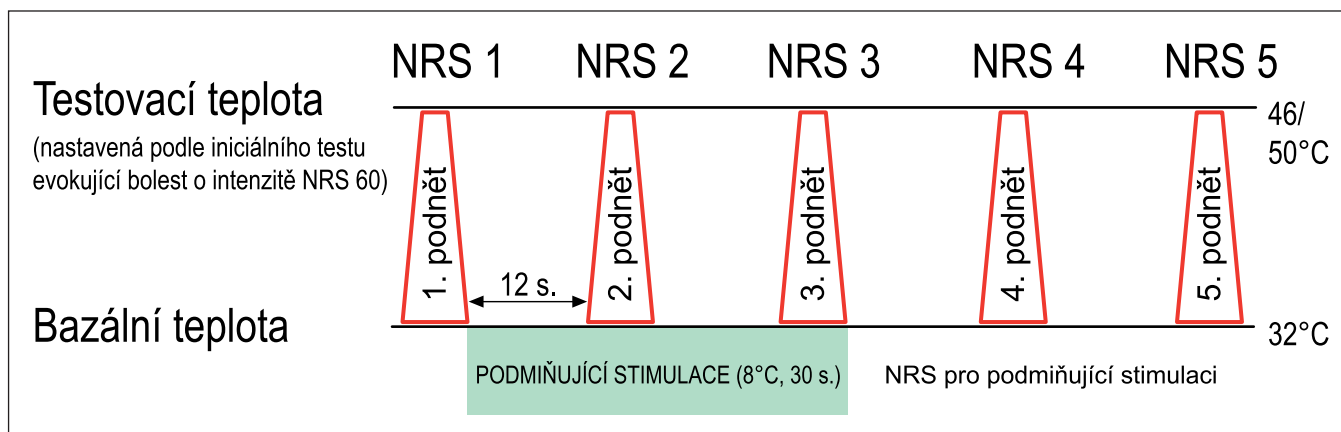 NRS 1 NRS 2 NRS 3 NRS 4 NRS 5
Testovací teplota
(nastavená podle iniciálního testu
evokující bolest o intenzitě NRS 60)
46/
50°C
1. podnět
2. podnět
3. podnět
4. podnět
5. podnět
12 s.
Bazální teplota
32°C
PODMIŇUJÍCÍ STIMULACE (8°C, 30 s.)
NRS pro podmiňující stimulaci